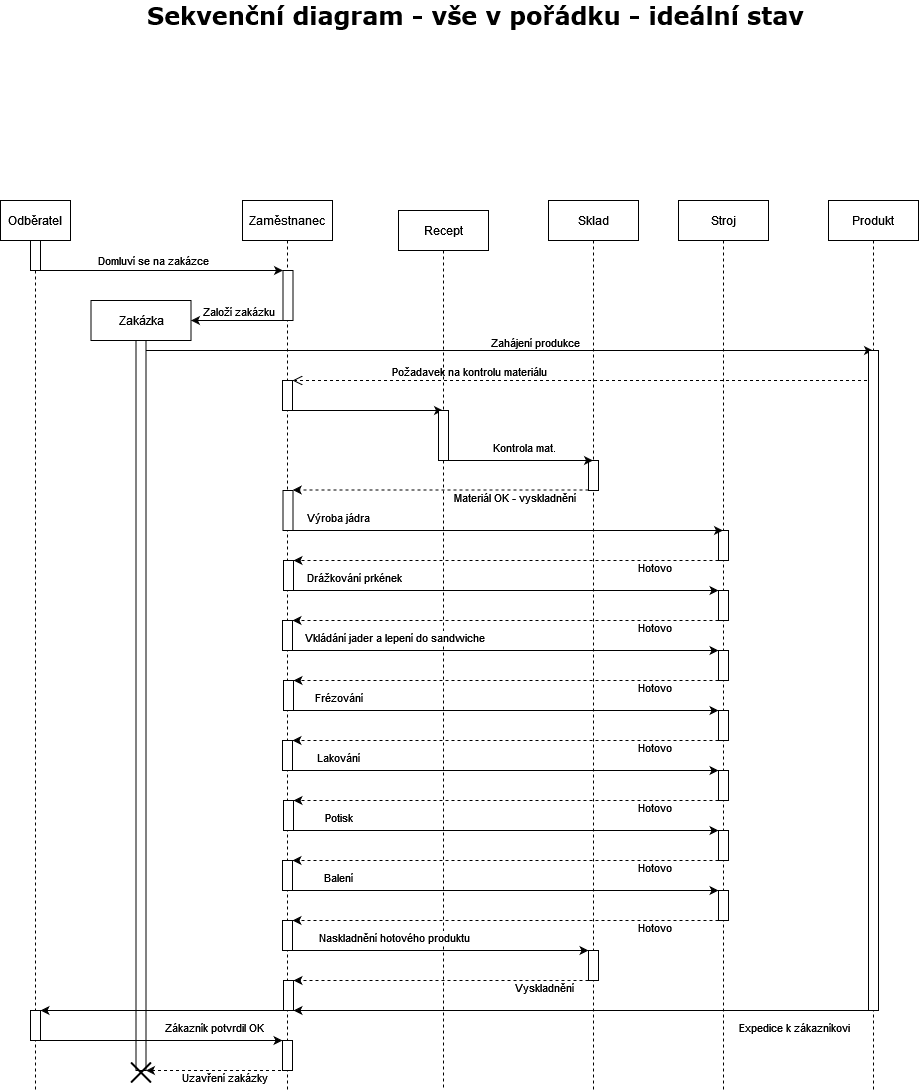 Sekvenční diagram - vše v pořádku - ideální stav
Odběratel
Zaměstnanec
Recept
Sklad
Stroj
Produkt
Domluví se na zakázce
Zakázka
Založí zakázku
Zahájení produkce
Požadavek na kontrolu materiálu
Kontrola mat.
Materiál OK - vyskladnění
Výroba jádra
Hotovo
Drážkování prkének
Hotovo
Vkládání jader a lepení do sandwiche
Hotovo
Frézování
Hotovo
Lakování
Hotovo
Potisk
Hotovo
Balení
Hotovo
Naskladnění hotového produktu
Vyskladnění
Zákazník potvrdil OK
Expedice k zákazníkovi
Uzavření zakázky